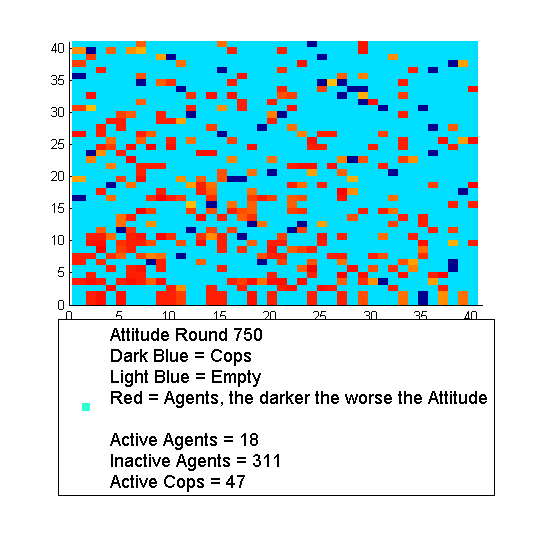 40
35
30
25
20
15
10
5
0
0 5 10 15 20 25 30 35 40
Attitude Round 750
Dark Blue = Cops
Light Blue = Empty
Red = Agents, the darker the worse the Attitude
Active Agents = 18
Inactive Agents = 311
Active Cops = 47